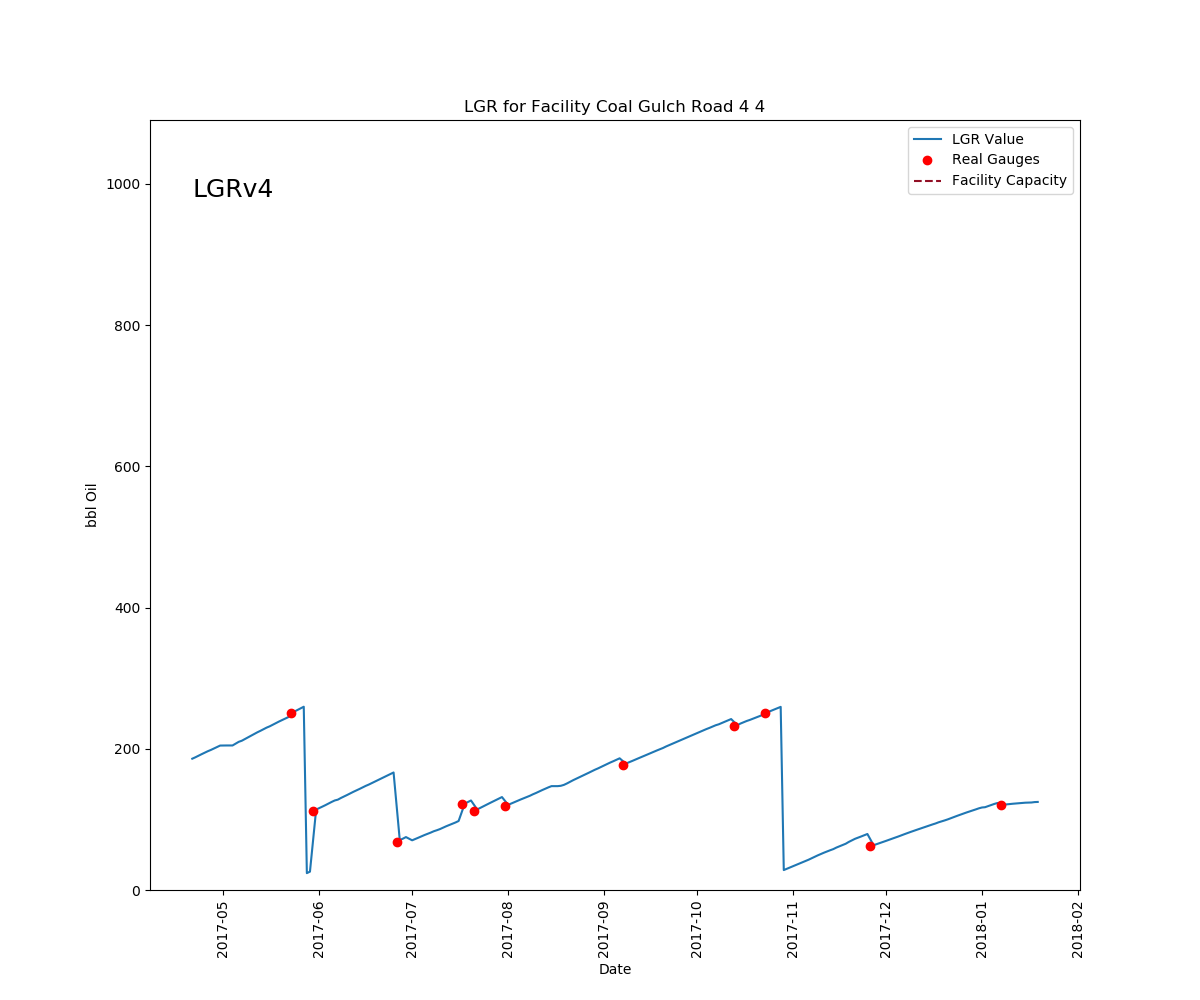 LGR for Facility Coal Gulch Road 4 4
LGR Value
Real Gauges
Facility Capacity
LGRv4
1000
800
600
400
200
0
bbl Oil
2017-05
2017-06
2017-07
2017-08
2017-09
2017-10
2017-11
2017-12
2018-01
2018-02
Date